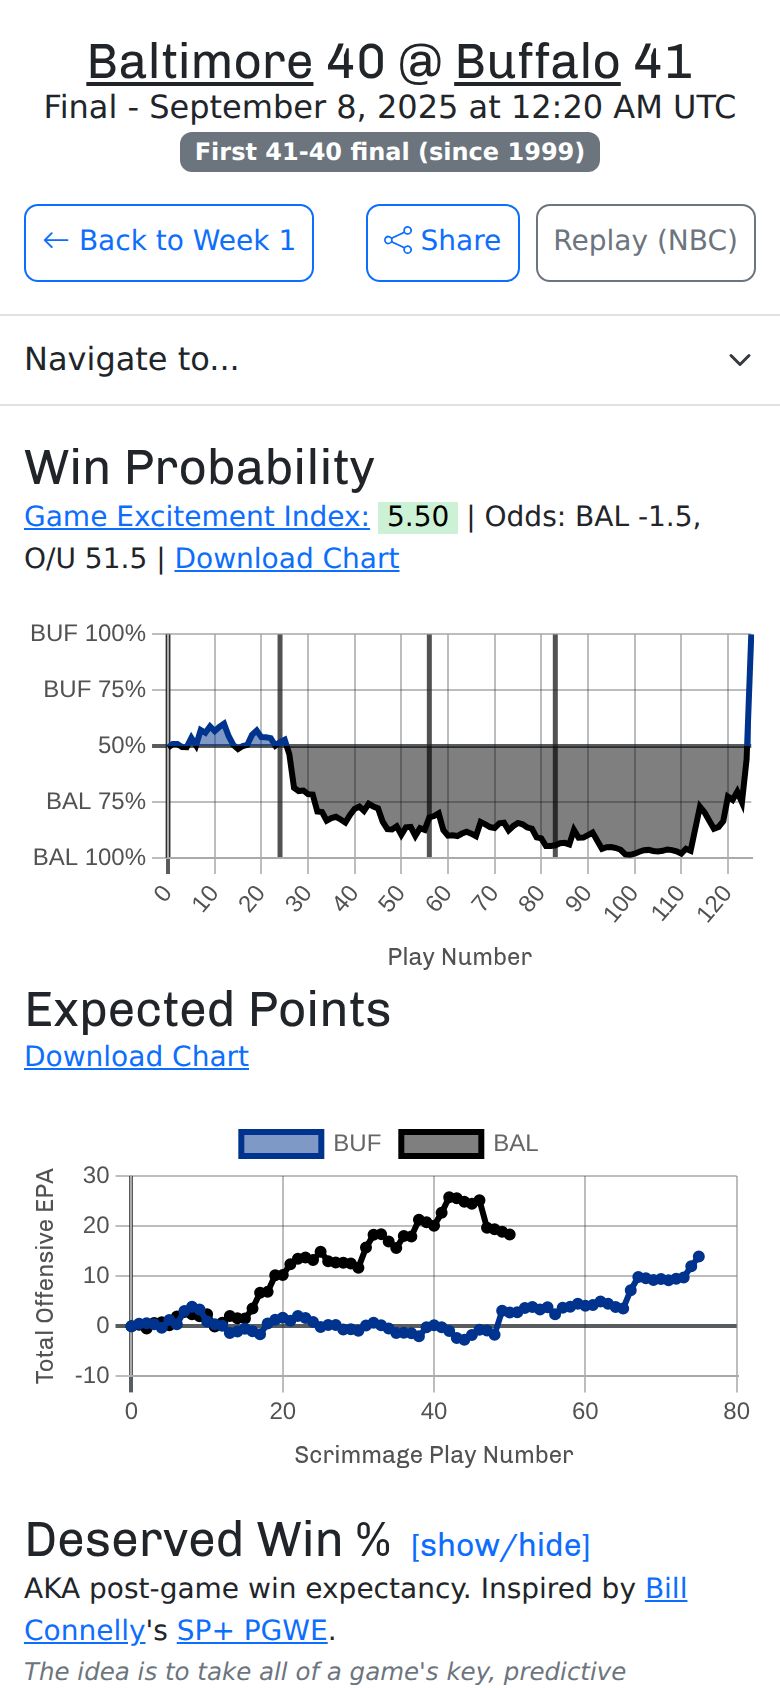 Baltimore 40 @ Buffalo 41
Final - September 8, 2025 at 12:20 AM UTC
First 41-40 final (since 1999)
← Back to Week 1
Share
Replay (NBC)
Navigate to...
Win Probability
Game Excitement Index: 5.50 | Odds: BAL -1.5,
O/U 51.5 | Download Chart
BUF 100%
BUF 75%
50%
BAL 75%
BAL 100%
0 10 20 30 40 50 60 70 80 90 100 110 120
Play Number
Expected Points
Download Chart
BUF BAL
Total Offensive EPA
30
20
10
0
-10
0 20 40 60 80
Scrimmage Play Number
Deserved Win % [show/hide]
AKA post-game win expectancy. Inspired by Bill
Connelly's SP+ PGWE.
The idea is to take all of a game's key, predictive